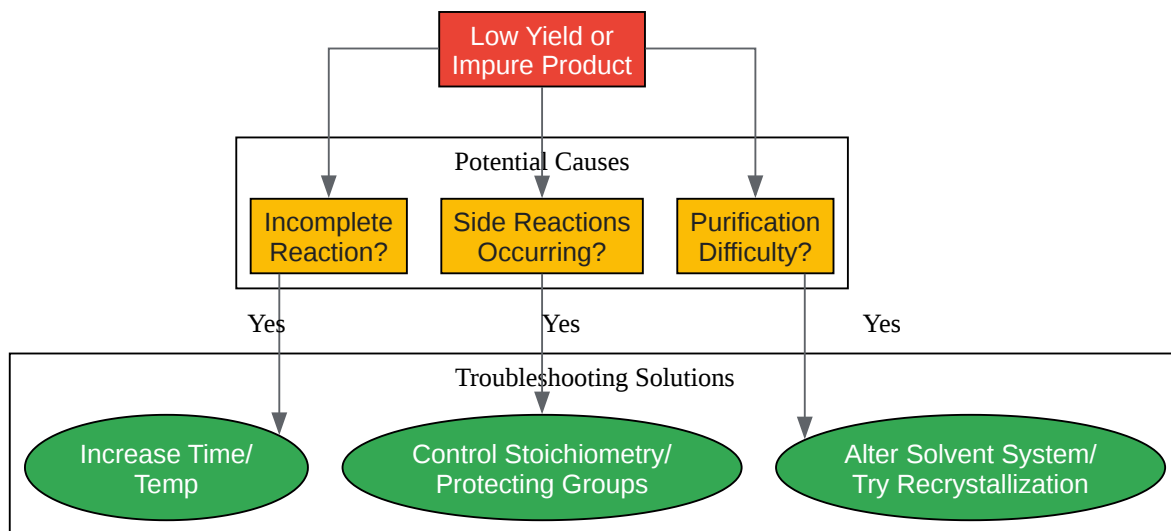 Low Yield or
Impure Product
Potential Causes
Incomplete
Reaction?
Side Reactions
Occurring?
Purification
Difficulty?
Yes
Yes
Yes
Troubleshooting Solutions
Increase Time/
Temp
Control Stoichiometry/
Protecting Groups
Alter Solvent System/
Try Recrystallization